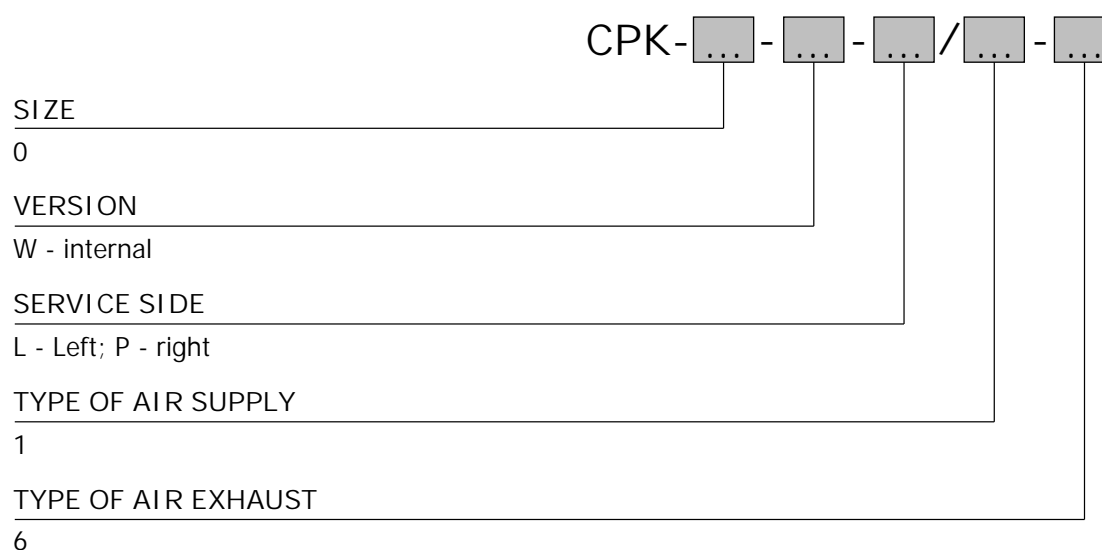 CPK-... - ... - .../... - ...
SIZE
0
VERSION
W - internal
SERVICE SIDE
L - Left; P - right
TYPE OF AIR SUPPLY
1
TYPE OF AIR EXHAUST
6